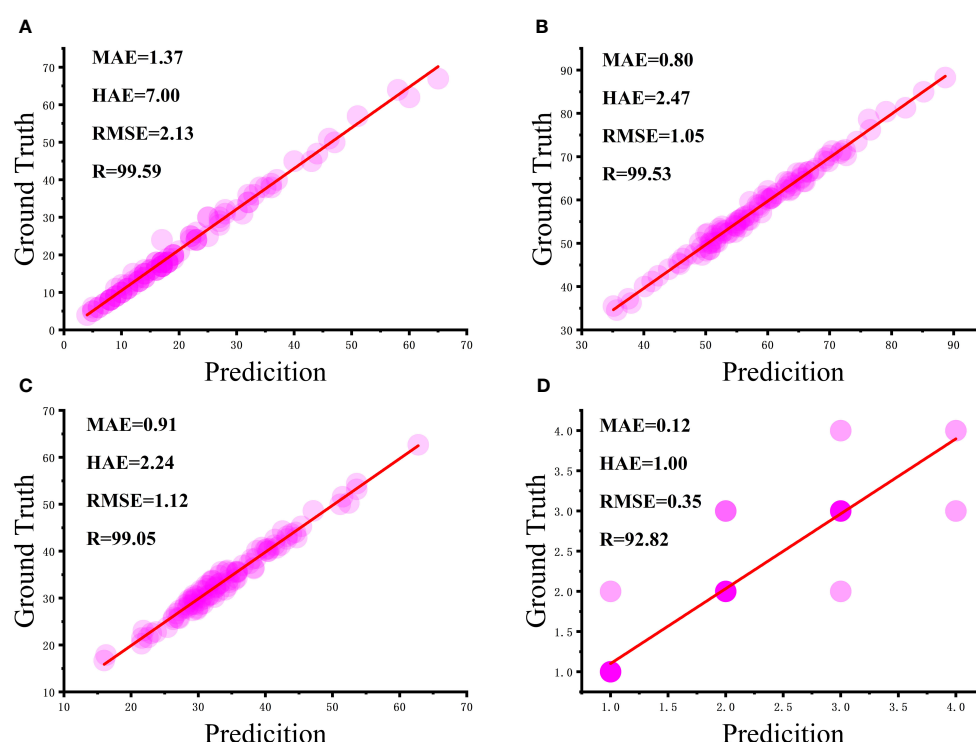 A
MAE=1.37
HAE=7.00
RMSE=2.13
R=99.59
Ground Truth
70
60
50
40
30
20
10
0
0 10 20 30 40 50 60 70
Predicition
B
MAE=0.80
HAE=2.47
RMSE=1.05
R=99.53
Ground Truth
90
80
70
60
50
40
30
30 40 50 60 70 80 90
Predicition
C
MAE=0.91
HAE=2.24
RMSE=1.12
R=99.05
Ground Truth
70
60
50
40
30
20
10
10 20 30 40 50 60 70
Predicition
D
MAE=0.12
HAE=1.00
RMSE=0.35
R=92.82
Ground Truth
4.0
3.5
3.0
2.5
2.0
1.5
1.0
1.0 1.5 2.0 2.5 3.0 3.5 4.0
Predicition